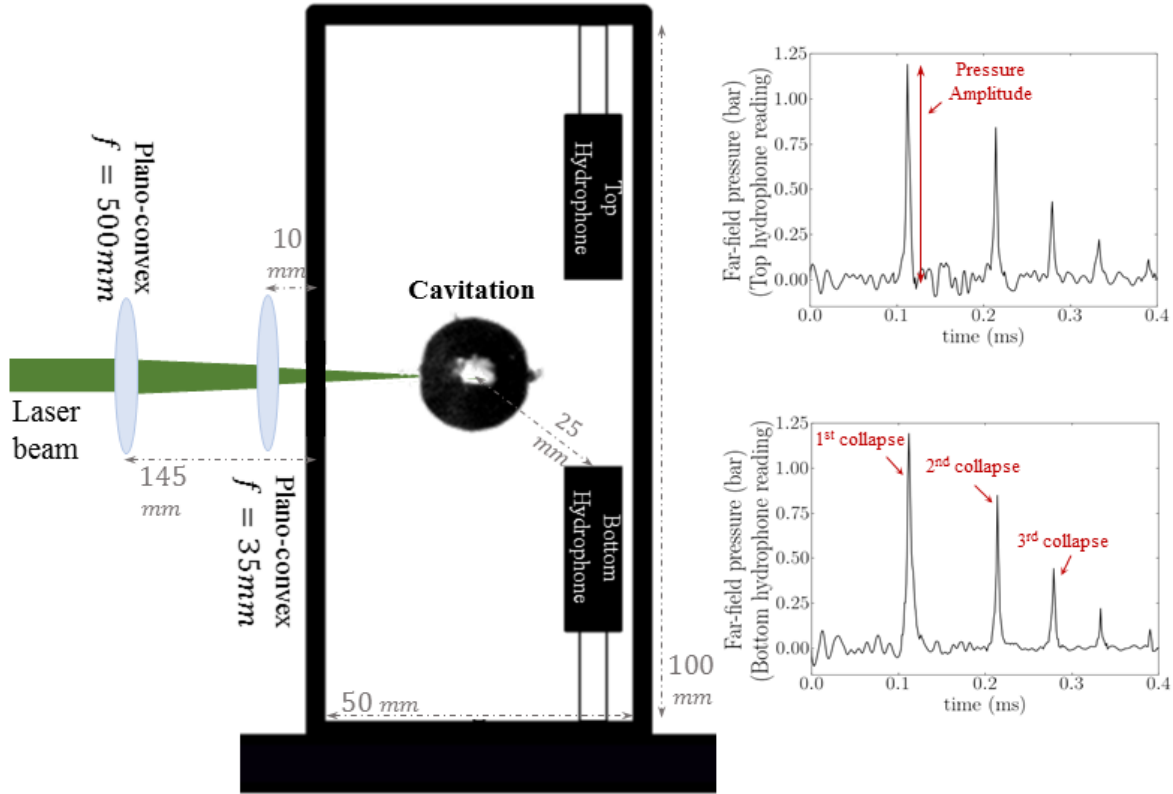 Plano-convex
f = 500mm
10
mm
Laser
beam
145
mm
Plano-convex
f = 35mm
Cavitation
25
mm
Top
Hydrophone
Bottom
Hydrophone
50 mm
100
mm
Far-field pressure (bar)
(Top hydrophone reading)
1.25
1.00
0.75
0.50
0.25
0.00
Pressure
Amplitude
0.0 0.1 0.2 0.3 0.4
time (ms)
Far-field pressure (bar)
(Bottom hydrophone reading)
1.25
1.00
0.75
0.50
0.25
0.00
1st collapse
2nd collapse
3rd collapse
0.0 0.1 0.2 0.3 0.4
time (ms)